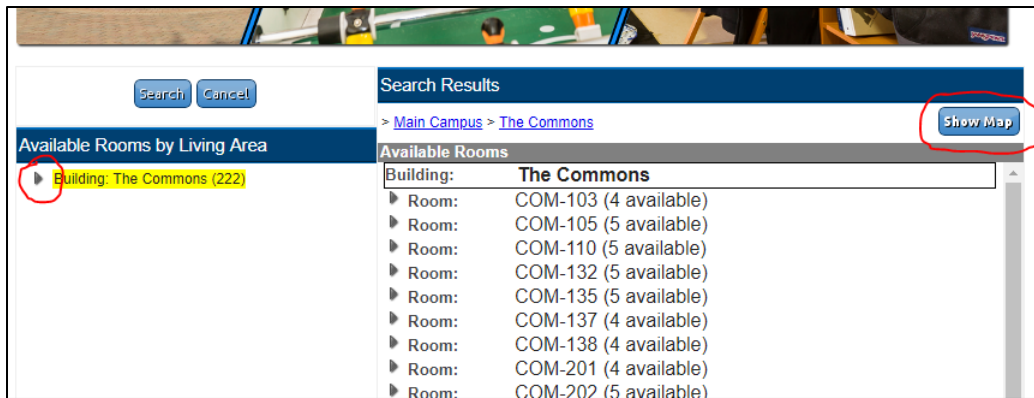 Search Cancel
Available Rooms by Living Area
Building: The Commons (222)
Search Results
> Main Campus > The Commons
Show Map
Available Rooms
Building: The Commons
Room: COM-103 (4 available)
Room: COM-105 (5 available)
Room: COM-110 (5 available)
Room: COM-132 (5 available)
Room: COM-135 (5 available)
Room: COM-137 (4 available)
Room: COM-138 (4 available)
Room: COM-201 (4 available)
Room: COM-202 (5 available)